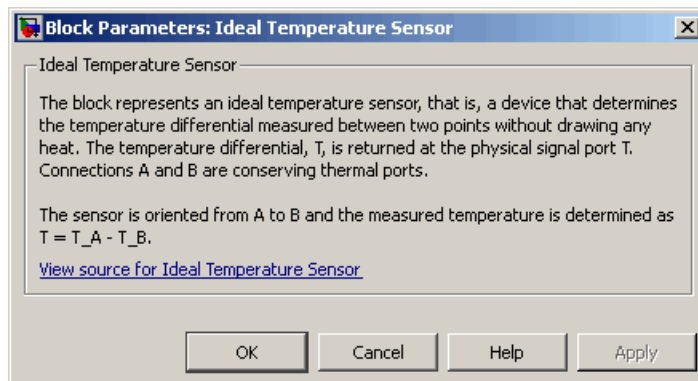 Block Parameters: Ideal Temperature Sensor
Ideal Temperature Sensor
The block represents an ideal temperature sensor, that is, a device that determines
the temperature differential measured between two points without drawing any
heat. The temperature differential, T, is returned at the physical signal port T.
Connections A and B are conserving thermal ports.
The sensor is oriented from A to B and the measured temperature is determined as
T = T_A - T_B.
View source for Ideal Temperature Sensor
OK Cancel Help Apply